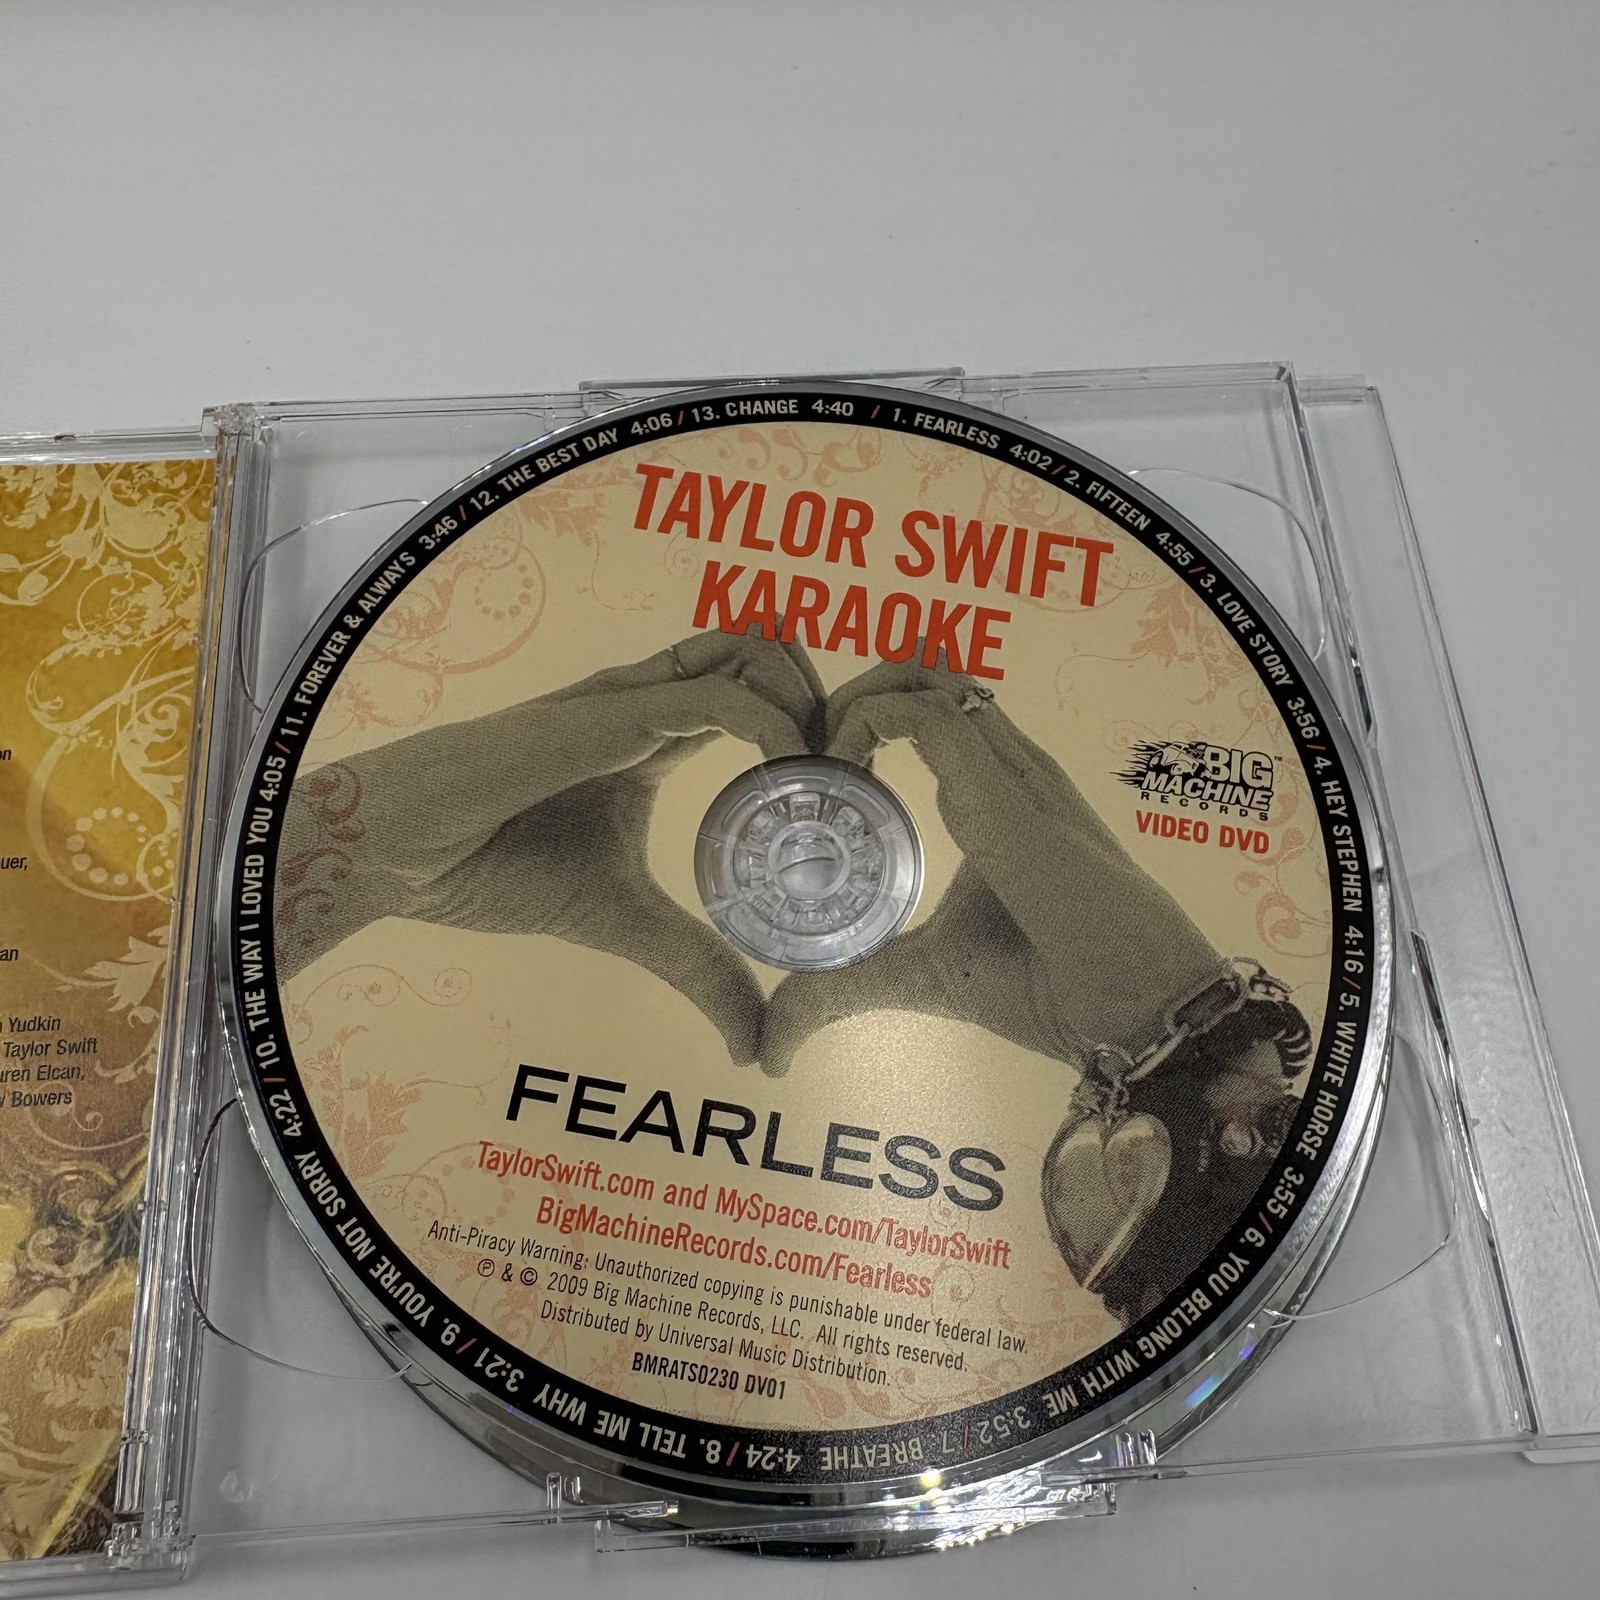 TAYLOR SWIFT
KARAOKE
BIG
MACHINE
RECORDS
VIDEO DVD
FEARLESS
TaylorSwift.com and MySpace.com/TaylorSwift
BigMachineRecords.com/Fearless
Anti-Piracy Warning: Unauthorized copying is punishable under federal law.
℗ & © 2009 Big Machine Records, LLC. All rights reserved.
Distributed by Universal Music Distribution.
BMRATS0230 DV01
1. FEARLESS 4:02 / 2. FIFTEEN 4:55 / 3. LOVE STORY 3:56 / 4. HEY STEPHEN 4:16 / 5. WHITE HORSE 3:55 / 6. YOU BELONG WITH ME 3:52 / 7. BREATHE 4:24 / 8. TELL ME WHY 3:21 / 9. YOU'RE NOT SORRY 4:22 / 10. THE WAY I LOVED YOU 4:05 / 11. FOREVER & ALWAYS 3:46 / 12. THE BEST DAY 4:06 / 13. CHANGE 4:40 /
Yudkin
Taylor Swift
Elcan,
Bowers